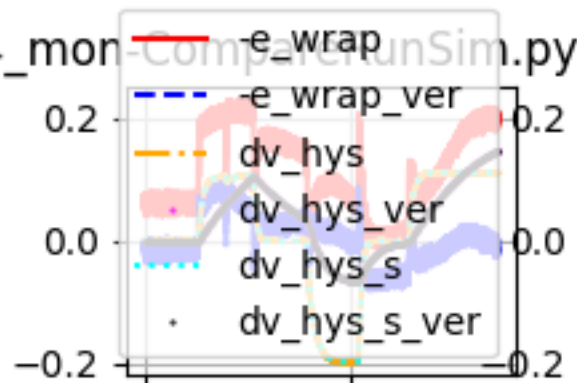 _mon-CompareRunSim.py
-e_wrap
-e_wrap_ver
0.2 0.2
dv_hys
dv_hys_ver
0.0 0.0
dv_hys_s
dv_hys_s_ver
−0.2 −0.2